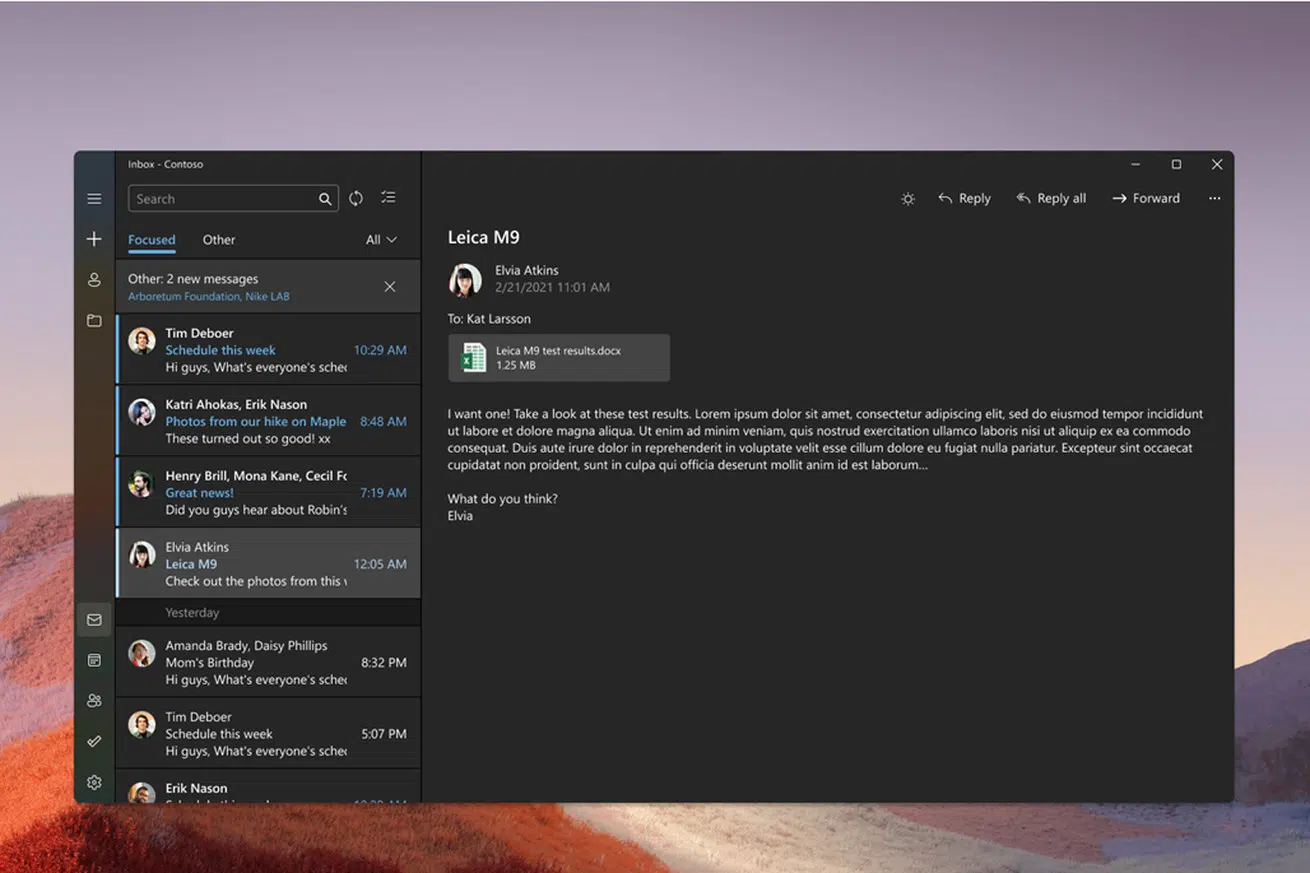 Inbox - Contoso
Search
Focused
Other
All
Other: 2 new messages
Arboretum Foundation, Nike LAB
Tim Deboer
Schedule this week
10:29 AM
Hi guys, What's everyone's
Katri Ahokas, Erik Nason
Photos from our hike on Maple
8:48 AM
These turned out so good! xx
Henry Brill, Mona Kane, Cecil
Great news!
7:19 AM
Did you guys hear about Robin's
Elvia Atkins
Leica M9
12:05 AM
Check out the photos from this
Yesterday
Amanda Brady, Daisy Phillips
Mom's Birthday
8:32 PM
Hi guys, What's everyone's
Tim Deboer
Schedule this week
5:07 PM
Hi guys, What's everyone's
Erik Nason
Reply
Reply all
Forward
Leica M9
Elvia Atkins
2/21/2021 11:01 AM
To: Kat Larsson
Leica M9 test results.docx
1.25 MB
I want one! Take a look at these test results. Lorem ipsum dolor sit amet, consectetur adipiscing elit, sed do eiusmod tempor incididunt
ut labore et dolore magna aliqua. Ut enim ad minim veniam, quis nostrud exercitation ullamco laboris nisi ut aliquip ex ea commodo
consequat. Duis aute irure dolor in reprehenderit in voluptate velit esse cillum dolore eu fugiat nulla pariatur. Excepteur sint occaecat
cupidatat non proident, sunt in culpa qui officia deserunt mollit anim id est laborum...
What do you think?
Elvia